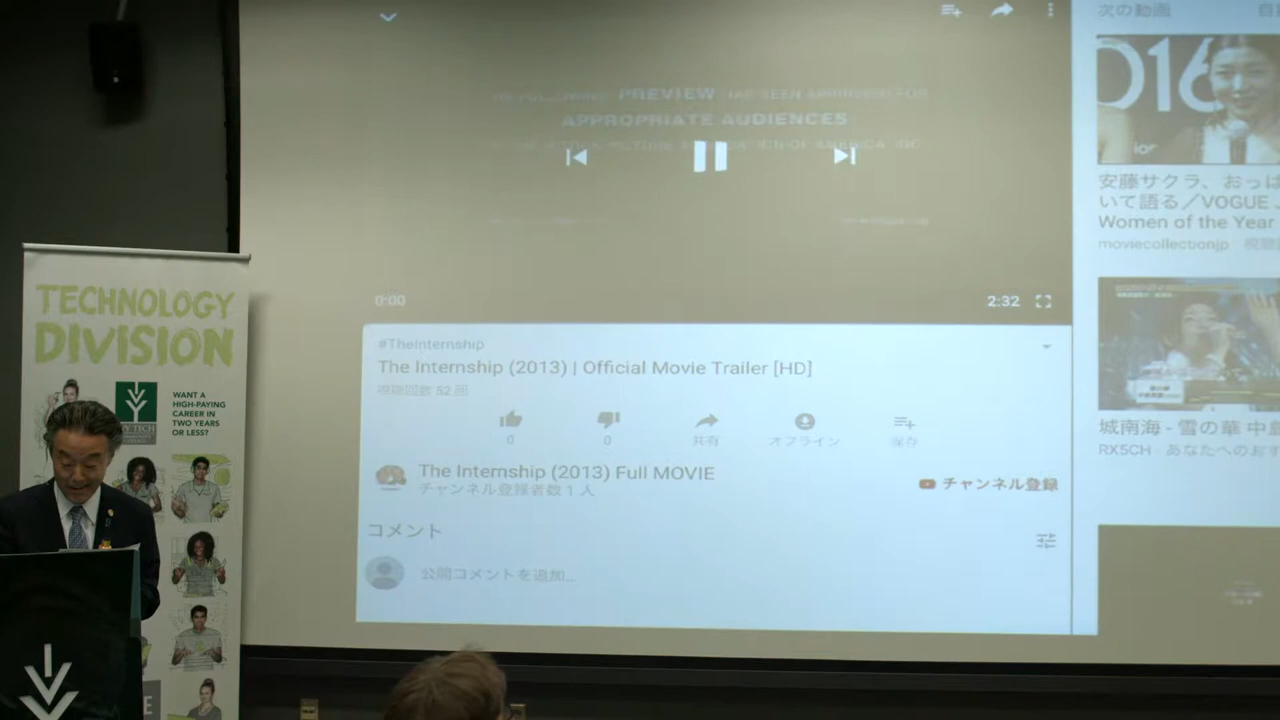 次の動画
PREVIEW
APPROPRIATE AUDIENCES
016
安藤サクラ、おっぱ
いて語る／VOGUE
Women of the Year
moviecollectionjp
0:00
2:32
#TheInternship
The Internship (2013) | Official Movie Trailer [HD]
視聴回数 52 回
0
0
共有
オフライン
保存
The Internship (2013) Full MOVIE
チャンネル登録者数 1 人
チャンネル登録
コメント
公開コメントを追加...
城南海 - 雪の華
RX5CH
TECHNOLOGY
DIVISION
WANT A
HIGH-PAYING
CAREER IN
TWO YEARS
OR LESS?